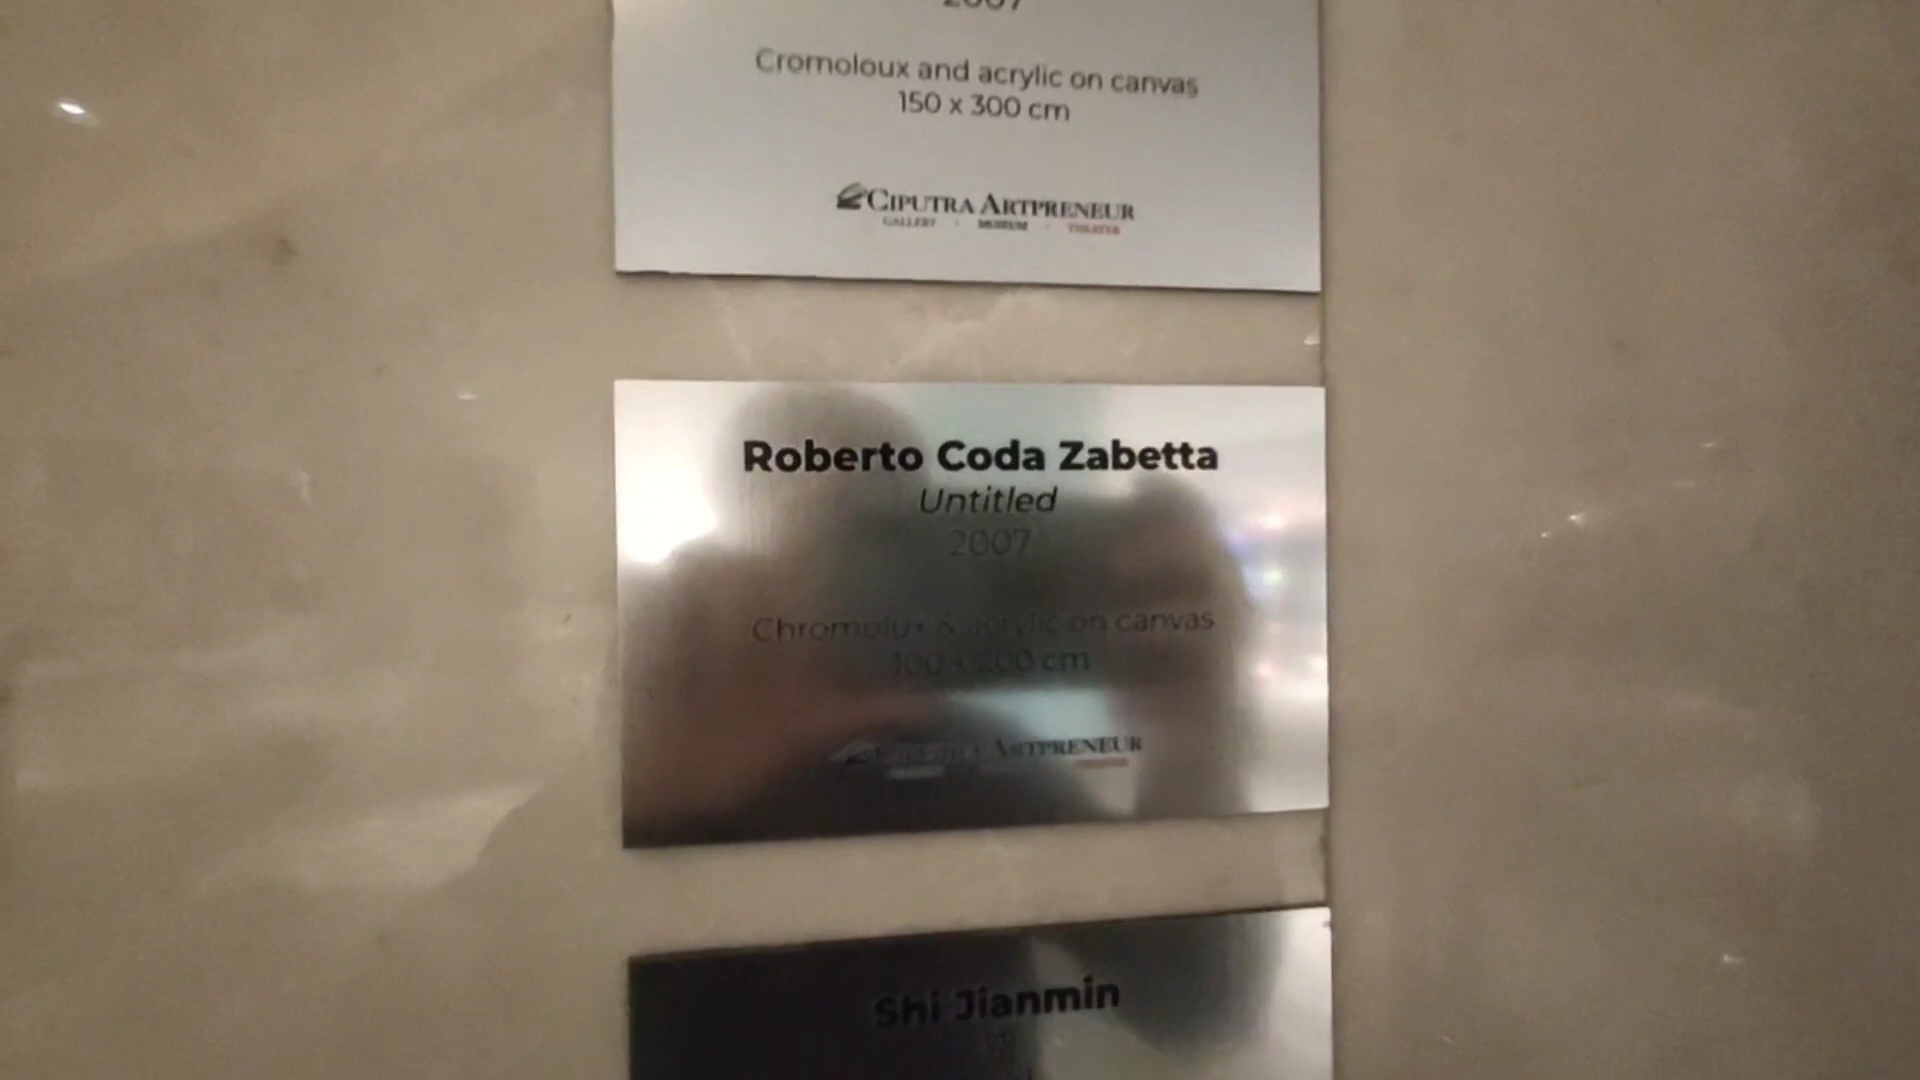 2007
Cromoloux and acrylic on canvas
150 x 300 cm
CIPUTRA ARTPRENEUR
GALLERY · MUSEUM · THEATER
Roberto Coda Zabetta
Untitled
2007
Chromolux & acrylic on canvas
100 x 200 cm
CIPUTRA ARTPRENEUR
THEATER
Shi Jianmin